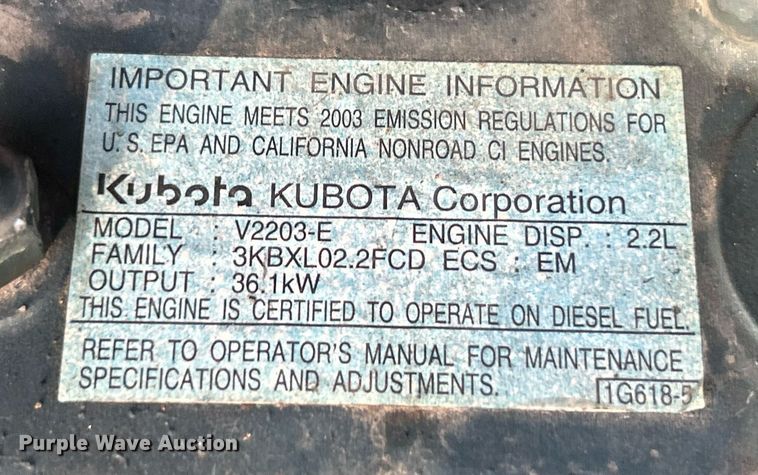 IMPORTANT ENGINE INFORMATION
THIS ENGINE MEETS 2003 EMISSION REGULATIONS FOR
U.S. EPA AND CALIFORNIA NONROAD CI ENGINES.
Kubota KUBOTA Corporation
MODEL : V2203-E ENGINE DISP. : 2.2L
FAMILY : 3KBXL02.2FCD ECS : EM
OUTPUT : 36.1kW
THIS ENGINE IS CERTIFIED TO OPERATE ON DIESEL FUEL.
REFER TO OPERATOR'S MANUAL FOR MAINTENANCE
SPECIFICATIONS AND ADJUSTMENTS. 1G618-5
Purple Wave Auction